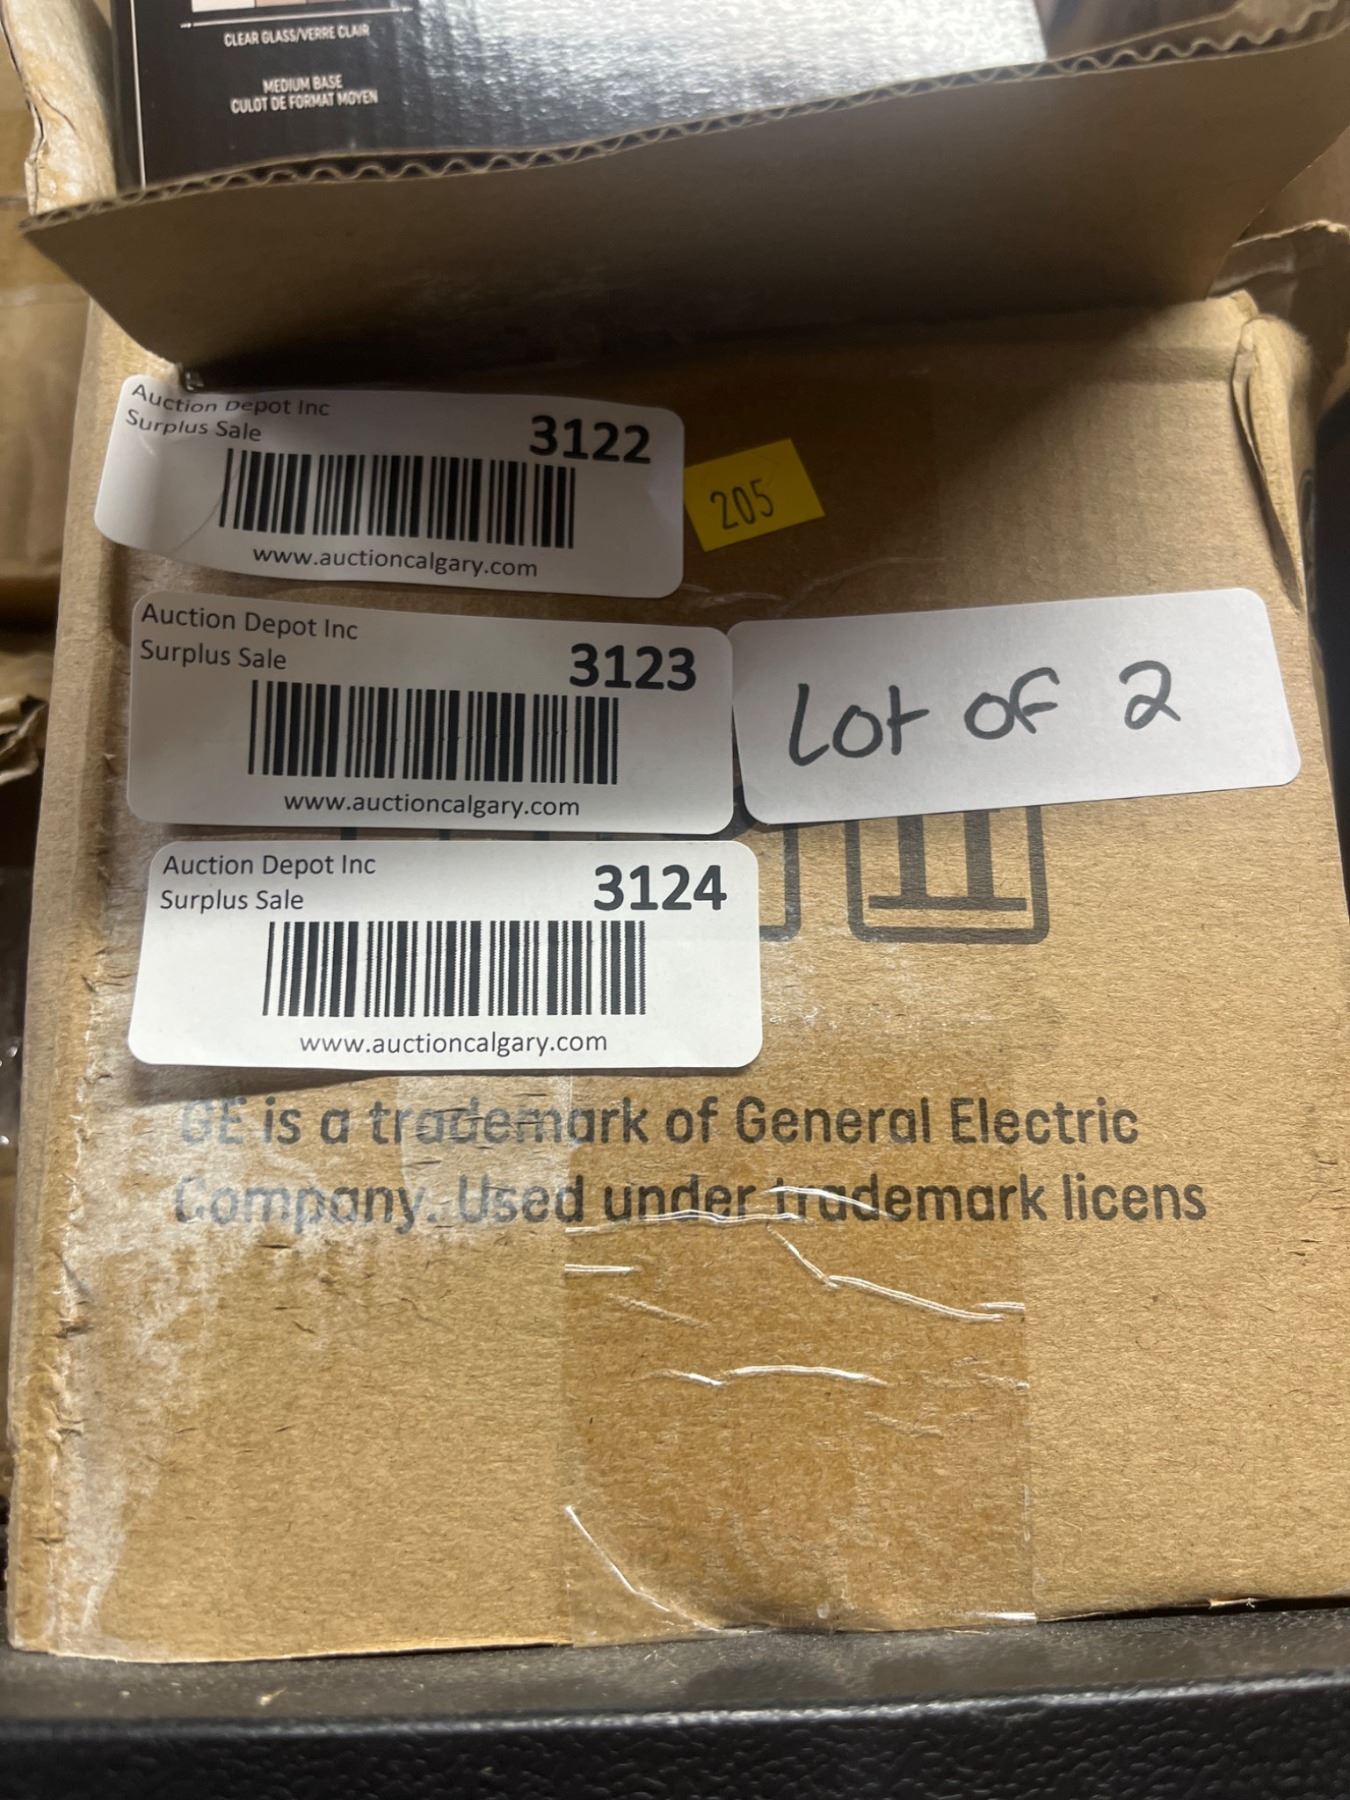 CLEAR GLASS/VERRE CLAIR
MEDIUM BASE
CULOT DE FORMAT MOYEN
Auction Depot Inc
Surplus Sale
3122
www.auctioncalgary.com
205
Auction Depot Inc
Surplus Sale
3123
www.auctioncalgary.com
Lot of 2
Auction Depot Inc
Surplus Sale
3124
www.auctioncalgary.com
GE is a trademark of General Electric
Company. Used under trademark licens